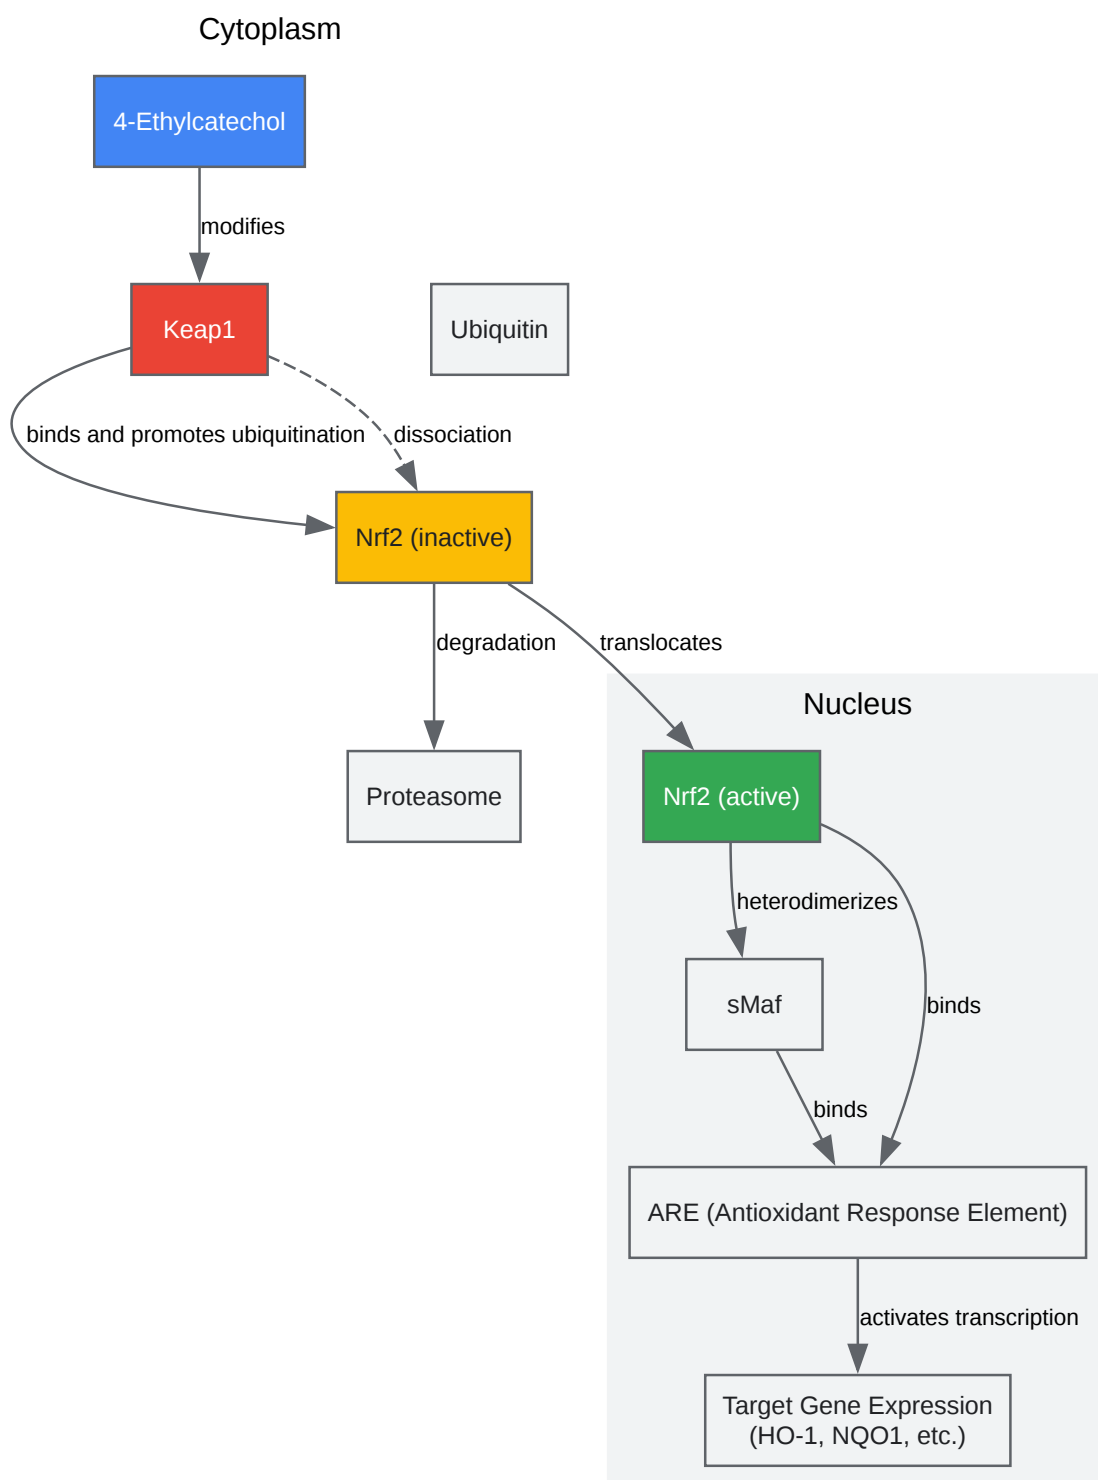 Cytoplasm
4-Ethylcatechol
modifies
Keap1
Ubiquitin
binds and promotes ubiquitination
dissociation
Nrf2 (inactive)
degradation
translocates
Nucleus
Proteasome
Nrf2 (active)
heterodimerizes
sMaf
binds
binds
ARE (Antioxidant Response Element)
activates transcription
Target Gene Expression
(HO-1, NQO1, etc.)